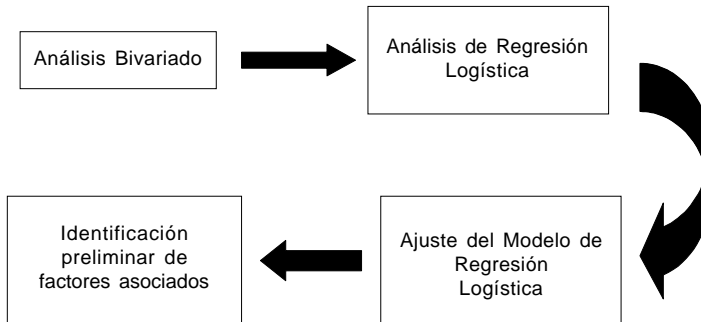 Análisis Bivariado
Análisis de Regresión
Logística
Ajuste del Modelo de
Regresión
Logística
Identificación
preliminar de
factores asociados